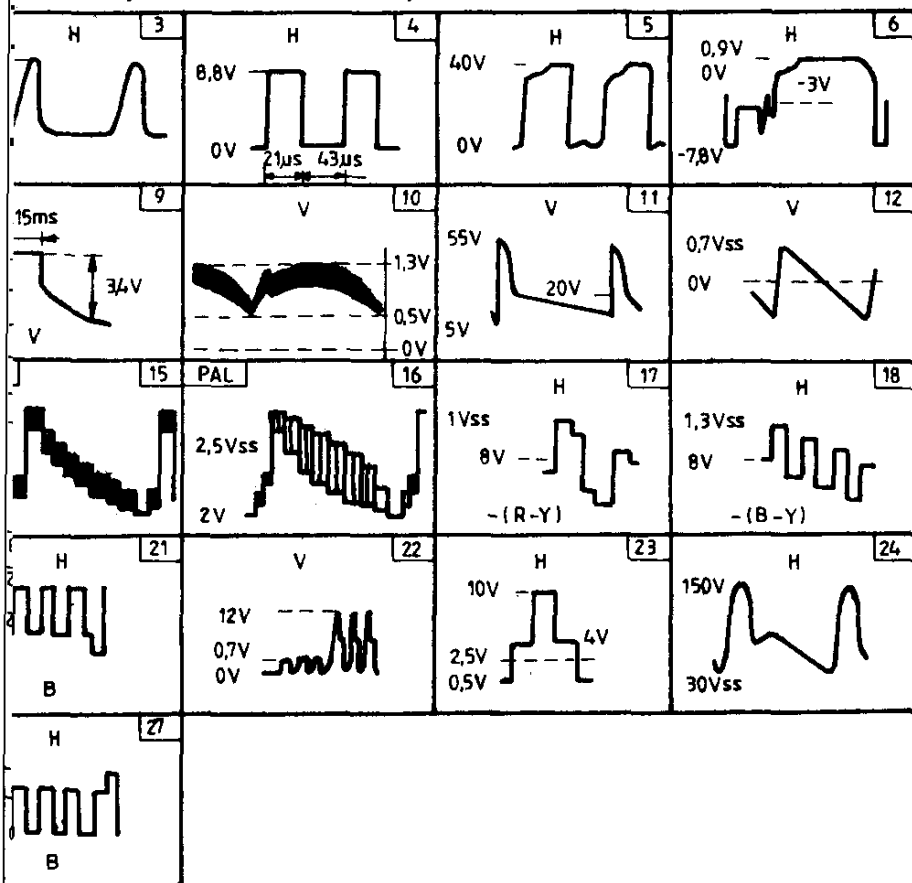 3
H
4
H
8,8V
0V
21µs 43µs
5
H
40V
0V
6
H
0,9V
0V
-3V
-7,8V
9
15ms
3,4V
V
10
V
1,3V
0,5V
0V
11
V
55V
20V
5V
12
V
0,7Vss
0V
15
PAL
16
2,5Vss
2V
17
H
1Vss
8V
-(R-Y)
18
H
1,3Vss
8V
-(B-Y)
21
H
B
22
V
12V
0,7V
0V
23
H
10V
4V
2,5V
0,5V
24
H
150V
30Vss
27
H
B